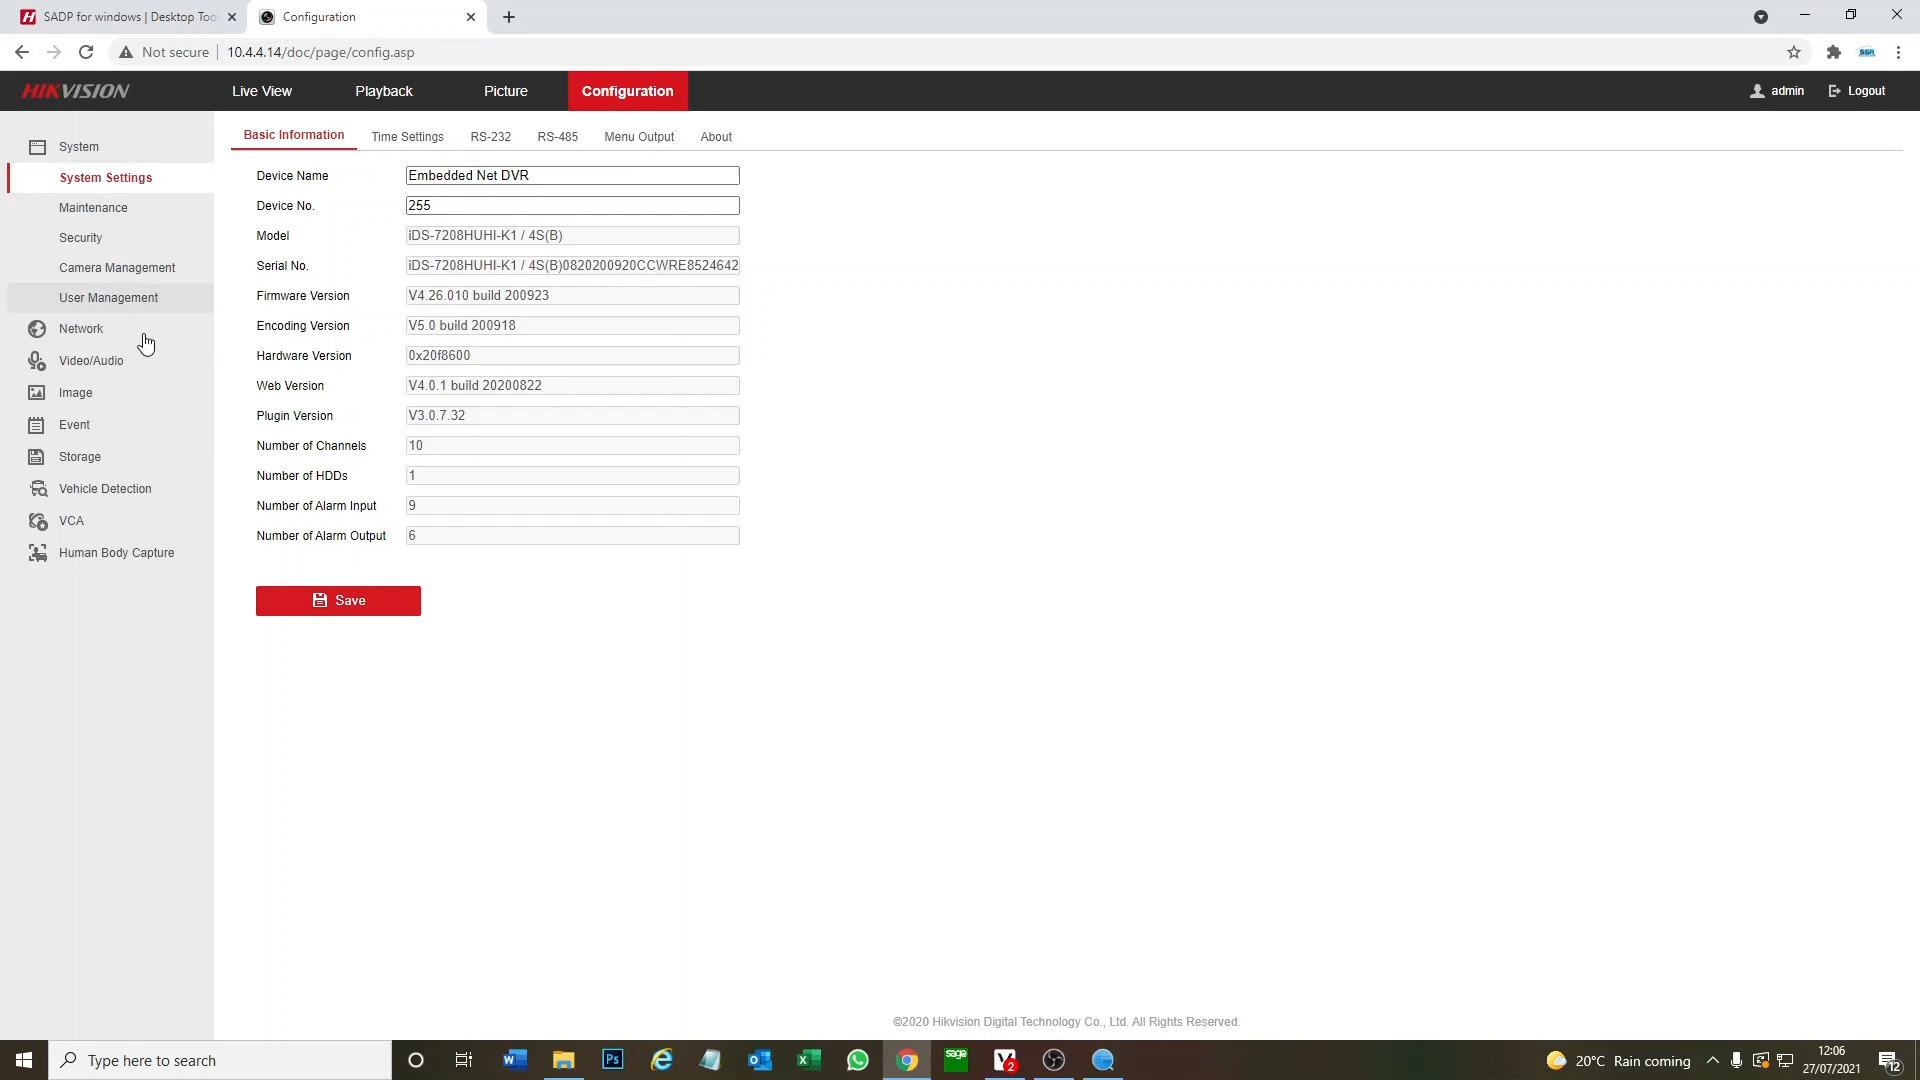 SADP for windows | Desktop Too
Configuration
Not secure
10.4.4.14/doc/page/config.asp
HIKVISION
Live View
Playback
Picture
Configuration
admin
Logout
System
System Settings
Maintenance
Security
Camera Management
User Management
Network
Video/Audio
Image
Event
Storage
Vehicle Detection
VCA
Human Body Capture
Basic Information
Time Settings
RS-232
RS-485
Menu Output
About
Device Name
Embedded Net DVR
Device No.
255
Model
iDS-7208HUHI-K1 / 4S(B)
Serial No.
iDS-7208HUHI-K1 / 4S(B)0820200920CCWRE8524642
Firmware Version
V4.26.010 build 200923
Encoding Version
V5.0 build 200918
Hardware Version
0x20f8600
Web Version
V4.0.1 build 20200822
Plugin Version
V3.0.7.32
Number of Channels
10
Number of HDDs
1
Number of Alarm Input
9
Number of Alarm Output
6
Save
©2020 Hikvision Digital Technology Co., Ltd. All Rights Reserved.
Type here to search
Ps
sage
2
20°C Rain coming
12:06
27/07/2021
12